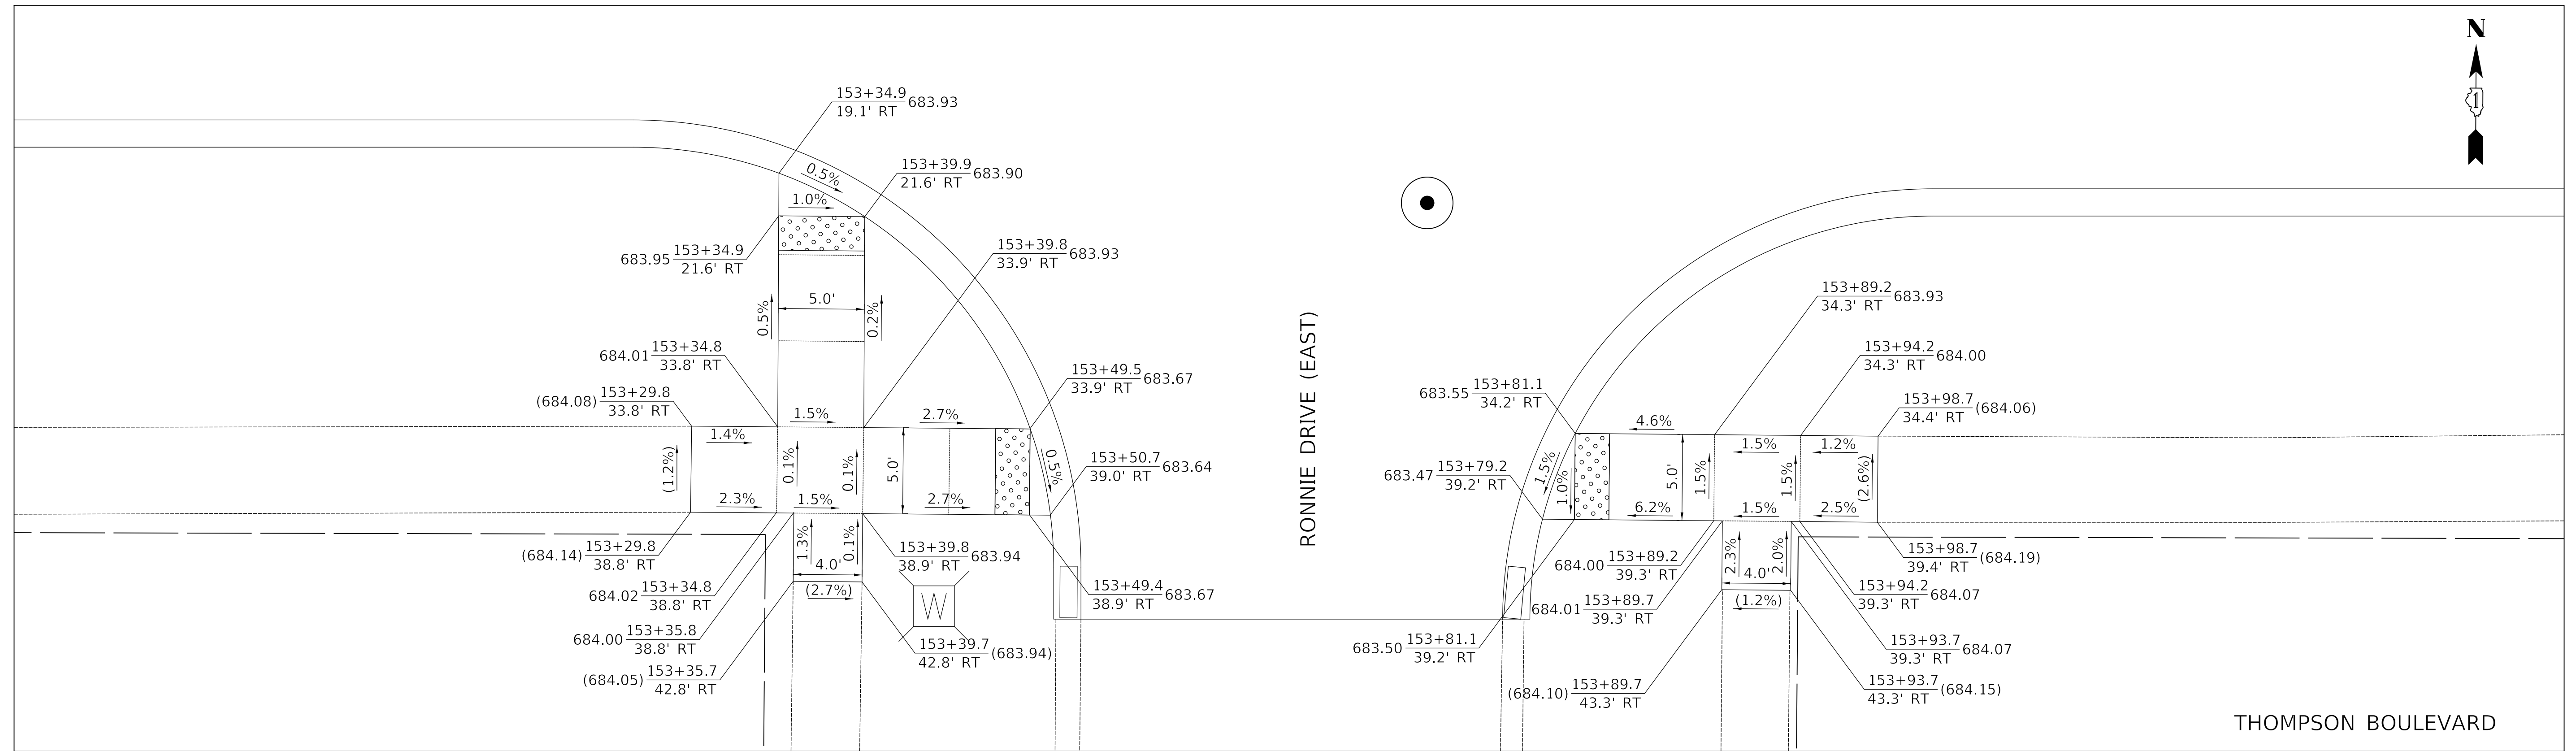 N
1
153+34.9
19.1' RT
683.93
0.5%
153+39.9
21.6' RT
683.90
1.0%
683.95
153+34.9
21.6' RT
153+39.8
33.9' RT
683.93
0.5%
5.0'
0.2%
684.01
153+34.8
33.8' RT
(684.08)
153+29.8
33.8' RT
153+49.5
33.9' RT
683.67
1.4%
1.5%
2.7%
(1.2%)
0.1%
0.1%
5.0'
0.5%
153+50.7
39.0' RT
683.64
2.3%
1.5%
2.7%
(684.14)
153+29.8
38.8' RT
1.3%
0.1%
153+39.8
38.9' RT
683.94
4.0'
684.02
153+34.8
38.8' RT
(2.7%)
W
153+49.4
38.9' RT
683.67
684.00
153+35.8
38.8' RT
(684.05)
153+35.7
42.8' RT
153+39.7
42.8' RT
(683.94)
RONNIE DRIVE (EAST)
153+89.2
34.3' RT
683.93
153+94.2
34.3' RT
684.00
683.55
153+81.1
34.2' RT
153+98.7
34.4' RT
(684.06)
4.6%
1.5%
1.2%
683.47
153+79.2
39.2' RT
1.5%
1.0%
5.0'
1.5%
1.5%
(2.6%)
6.2%
1.5%
2.5%
684.00
153+89.2
39.3' RT
2.3%
2.0%
4.0'
(1.2%)
153+98.7
39.4' RT
(684.19)
153+94.2
39.3' RT
684.07
684.01
153+89.7
39.3' RT
683.50
153+81.1
39.2' RT
153+93.7
39.3' RT
684.07
(684.10)
153+89.7
43.3' RT
153+93.7
43.3' RT
(684.15)
THOMPSON BOULEVARD